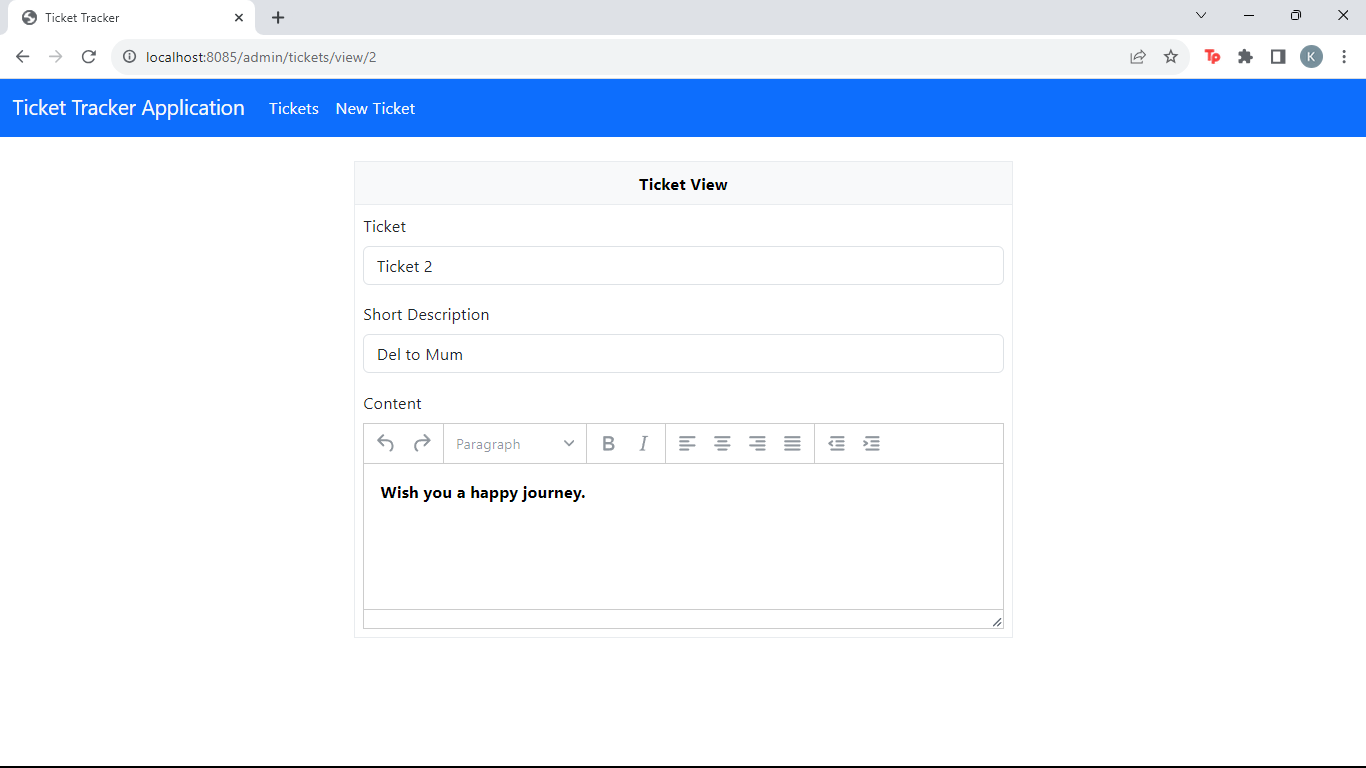 Ticket Tracker
localhost:8085/admin/tickets/view/2
Tp
K
Ticket Tracker Application Tickets New Ticket
Ticket View
Ticket
Ticket 2
Short Description
Del to Mum
Content
Paragraph B I
Wish you a happy journey.